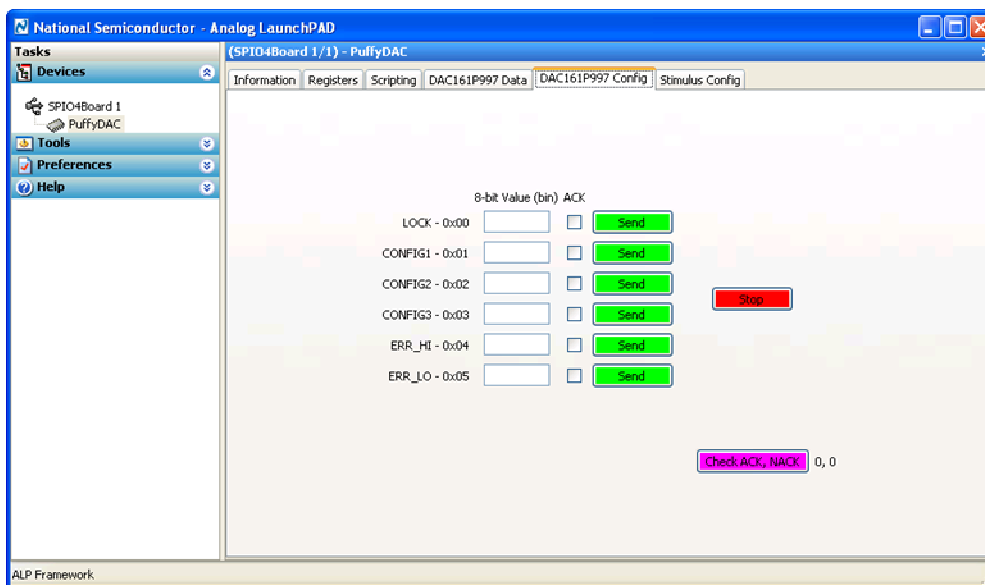 National Semiconductor - Analog LaunchPAD
Tasks
(SPIO4Board 1/1) - PuffyDAC
Devices
Information Registers Scripting DAC161P997 Data DAC161P997 Config Stimulus Config
SPIO4Board 1
PuffyDAC
Tools
Preferences
Help
8-bit Value (bin) ACK
LOCK - 0x00 Send
CONFIG1 - 0x01 Send
CONFIG2 - 0x02 Send
Stop
CONFIG3 - 0x03 Send
ERR_HI - 0x04 Send
ERR_LO - 0x05 Send
Check ACK, NACK 0, 0
ALP Framework